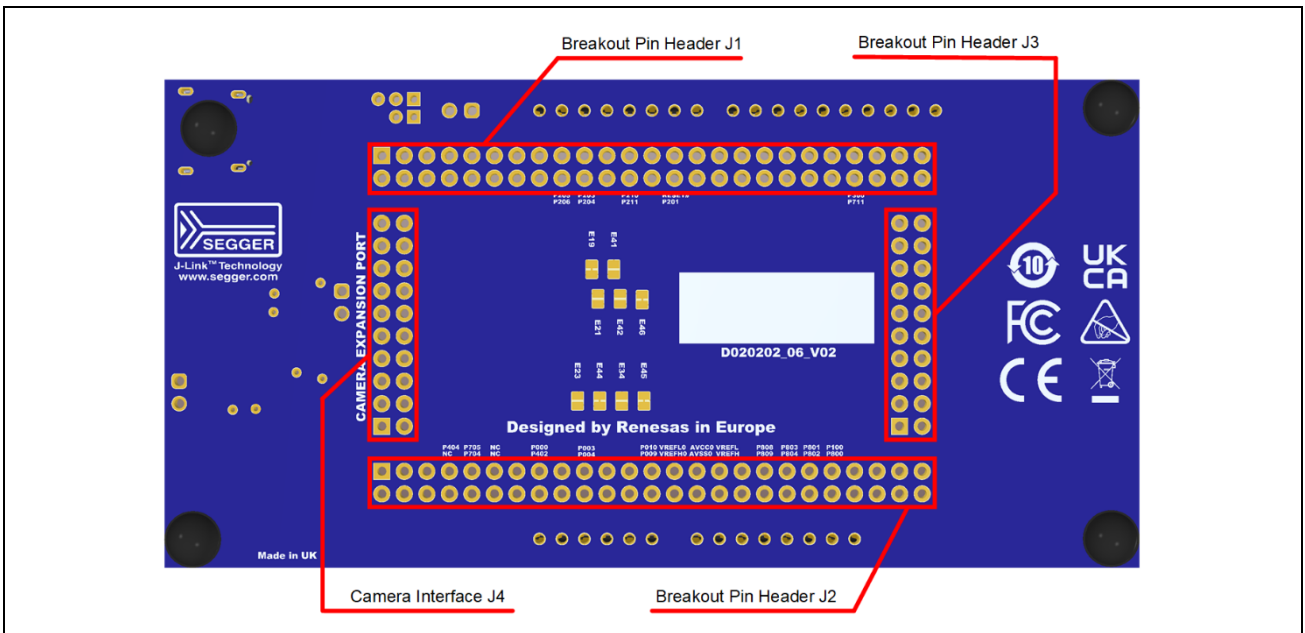 Breakout Pin Header J1
Breakout Pin Header J3
P206 P204 P211 P201 P711
SEGGER
J-Link™ Technology
www.segger.com
CAMERA EXPANSION PORT
E19 E41
E21 E42 E46
D020202_06_V02
E23 E44 E34 E45
10
UK
CA
FC
CE
Designed by Renesas in Europe
P404 P705 NC P000 P003 P010 VREFL0 AVCC0 VREFL P808 P803 P801 P100
NC P704 NC P402 P004 P009 VREFH0 AVSS0 VREFH P809 P804 P802 P800
Made in UK
Camera Interface J4
Breakout Pin Header J2